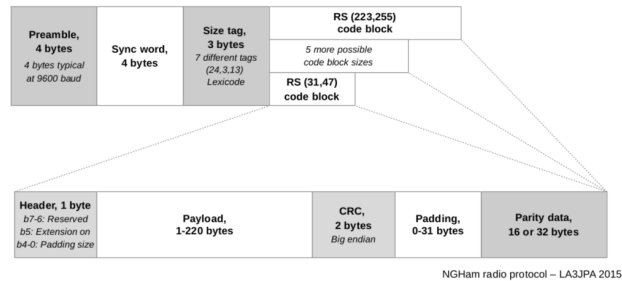 Preamble,
4 bytes
4 bytes typical
at 9600 baud
Sync word,
4 bytes
Size tag,
3 bytes
7 different tags
(24,3,13)
Lexicode
RS (223,255)
code block
5 more possible
code block sizes
RS (31,47)
code block
Header, 1 byte
b7-6: Reserved
b5: Extension on
b4-0: Padding size
Payload,
1-220 bytes
CRC,
2 bytes
Big endian
Padding,
0-31 bytes
Parity data,
16 or 32 bytes
NGHam radio protocol – LA3JPA 2015